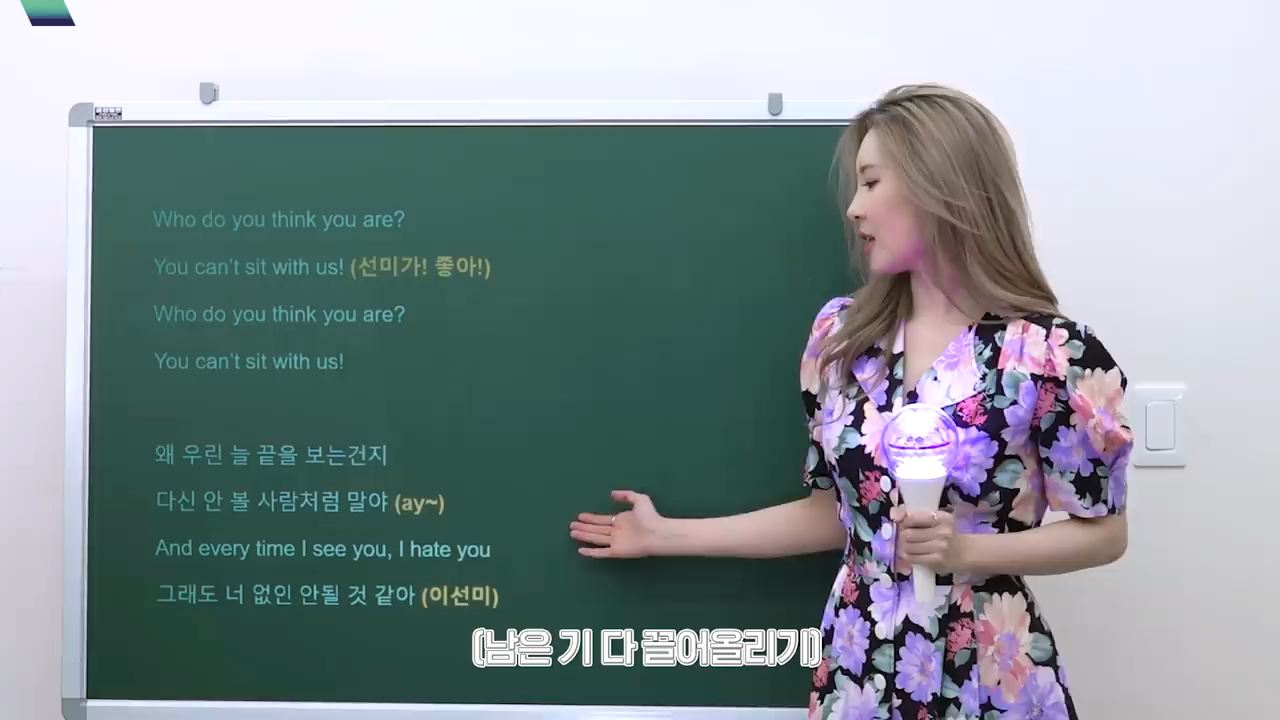 Who do you think you are?
You can't sit with us! (선미가! 좋아!)
Who do you think you are?
You can't sit with us!
왜 우린 늘 끝을 보는건지
다신 안 볼 사람처럼 말야 (ay~)
And every time I see you, I hate you
그래도 너 없인 안될 것 같아 (이선미)
(남은 기 다 끌어올리기)